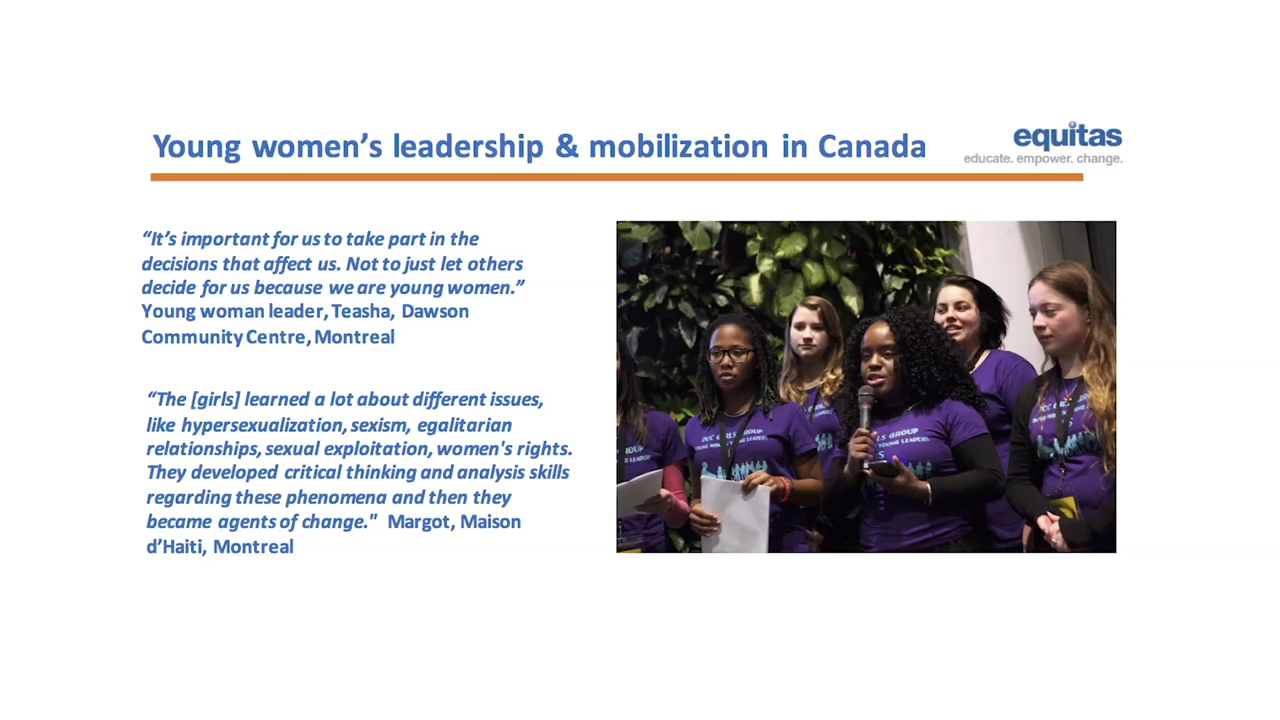 Young women’s leadership & mobilization in Canada
equitas
educate. empower. change.
“It’s important for us to take part in the
decisions that affect us. Not to just let others
decide for us because we are young women.”
Young woman leader, Teasha, Dawson
Community Centre, Montreal
“The [girls] learned a lot about different issues,
like hypersexualization, sexism, egalitarian
relationships, sexual exploitation, women's rights.
They developed critical thinking and analysis skills
regarding these phenomena and then they
became agents of change." Margot, Maison
d’Haiti, Montreal
GIRLS GROUP
YOUNG LEADERS